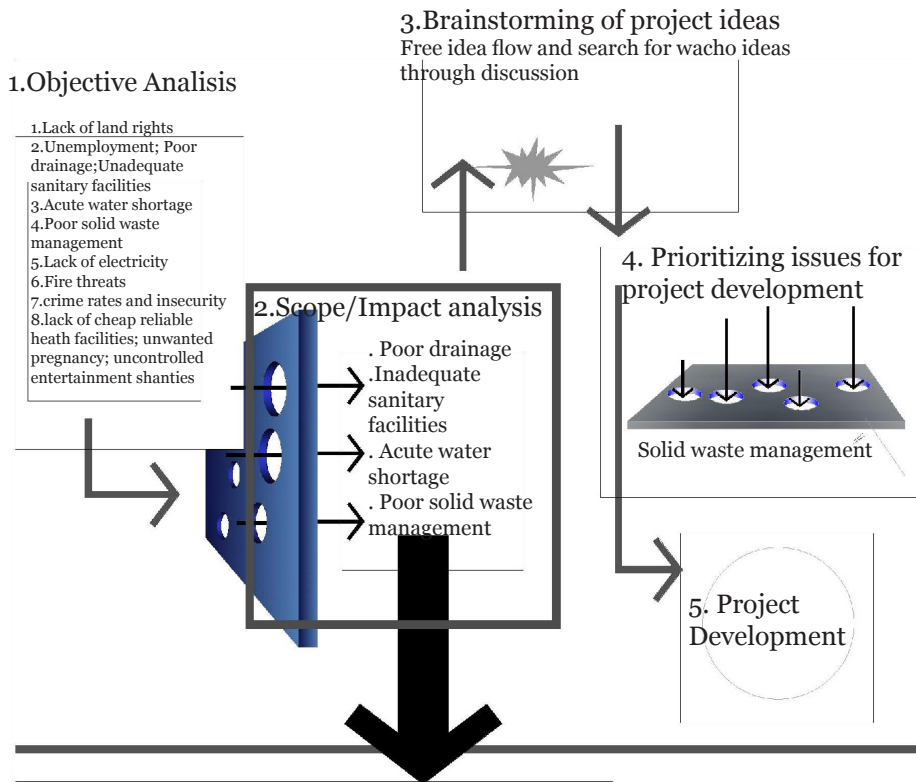 1.Objective Analisis
1.Lack of land rights
2.Unemployment; Poor
drainage;Unadequate
sanitary facilities
3.Acute water shortage
4.Poor solid waste
management
5.Lack of electricity
6.Fire threats
7.crime rates and insecurity
8.lack of cheap reliable
heath facilities; unwanted
pregnancy; uncontrolled
entertainment shanties
2.Scope/Impact analysis
. Poor drainage
.Inadequate
sanitary
facilities
. Acute water
shortage
. Poor solid waste
management
3.Brainstorming of project ideas
Free idea flow and search for wacho ideas
through discussion
4. Prioritizing issues for
project development
Solid waste management
5. Project
Development